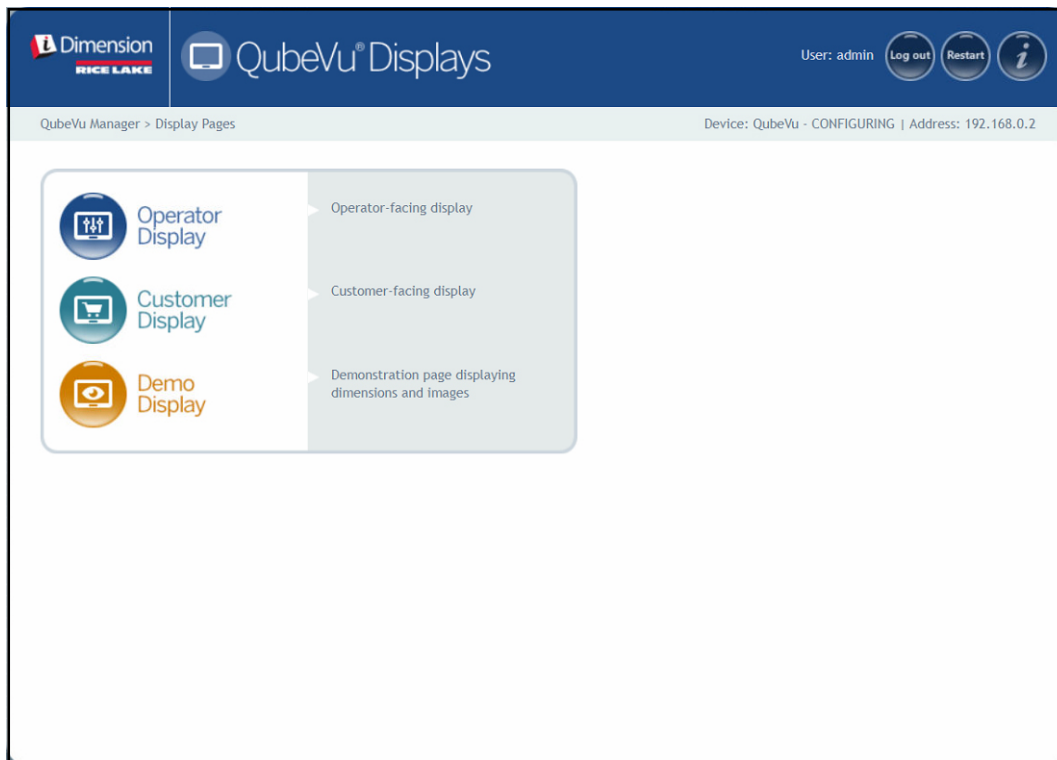 i Dimension
RICE LAKE
QubeVu® Displays
User: admin
Log out
Restart
i
QubeVu Manager > Display Pages
Device: QubeVu - CONFIGURING | Address: 192.168.0.2
Operator
Display
Operator-facing display
Customer
Display
Customer-facing display
Demo
Display
Demonstration page displaying
dimensions and images